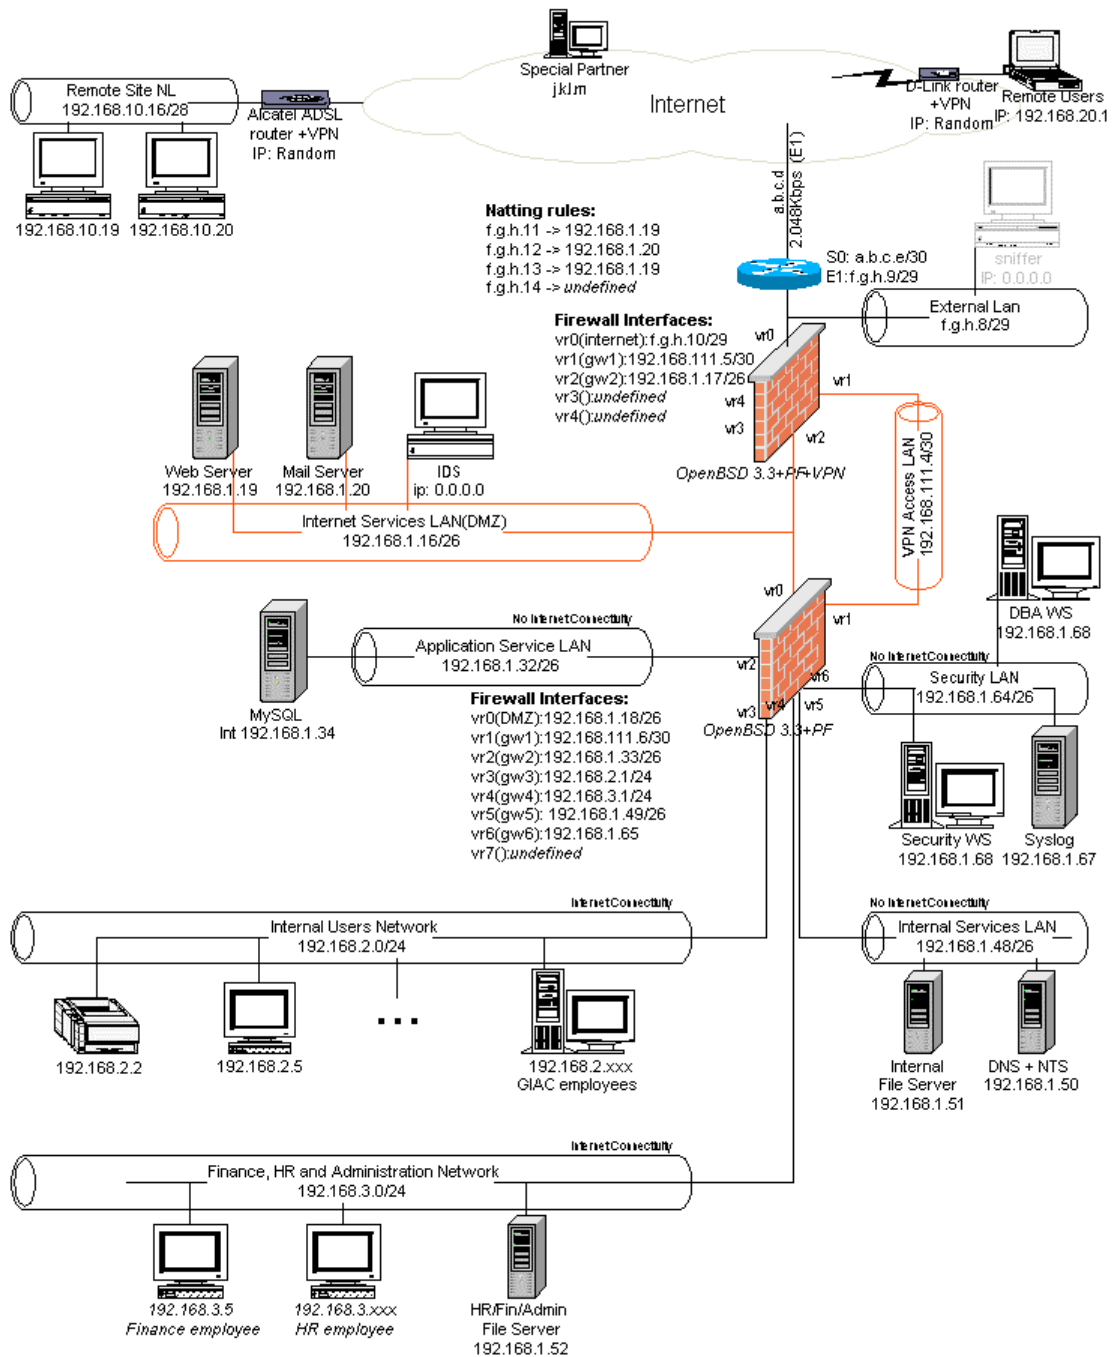 Special Partner
j.k.l.m
Internet
Remote Site NL
192.168.10.16/28
Alcatel ADSL
router +VPN
IP: Random
192.168.10.19
192.168.10.20
D-Link router
+VPN
IP: Random
Remote Users
IP: 192.168.20.1
a.b.c.d
2.048Kbps (E1)
Natting rules:
f.g.h.11 -> 192.168.1.19
f.g.h.12 -> 192.168.1.20
f.g.h.13 -> 192.168.1.19
f.g.h.14 -> undefined
S0: a.b.c.e/30
E1:f.g.h.9/29
sniffer
IP: 0.0.0.0
External Lan
f.g.h.8/29
Firewall Interfaces:
vr0(internet):f.g.h.10/29
vr1(gw1):192.168.111.5/30
vr2(gw2):192.168.1.17/26
vr3():undefined
vr4():undefined
vr0
vr1
vr4
vr3
vr2
OpenBSD 3.3+PF+VPN
VPN Access LAN
192.168.111.4/30
Web Server
192.168.1.19
Mail Server
192.168.1.20
IDS
ip: 0.0.0.0
Internet Services LAN(DMZ)
192.168.1.16/26
vr0
vr1
vr2
vr6
vr3
vr4
vr5
OpenBSD 3.3+PF
No Internet Connectivity
Application Service LAN
192.168.1.32/26
MySQL
Int 192.168.1.34
Firewall Interfaces:
vr0(DMZ):192.168.1.18/26
vr1(gw1):192.168.111.6/30
vr2(gw2):192.168.1.33/26
vr3(gw3):192.168.2.1/24
vr4(gw4):192.168.3.1/24
vr5(gw5): 192.168.1.49/26
vr6(gw6):192.168.1.65
vr7():undefined
DBA WS
192.168.1.68
No Internet Connectivity
Security LAN
192.168.1.64/26
Security WS
192.168.1.68
Syslog
192.168.1.67
Internet Connectivity
Internal Users Network
192.168.2.0/24
192.168.2.2
192.168.2.5
...
192.168.2.xxx
GIAC employees
No Internet Connectivity
Internal Services LAN
192.168.1.48/26
Internal
File Server
192.168.1.51
DNS + NTS
192.168.1.50
Internet Connectivity
Finance, HR and Administration Network
192.168.3.0/24
192.168.3.5
Finance employee
192.168.3.xxx
HR employee
HR/Fin/Admin
File Server
192.168.1.52